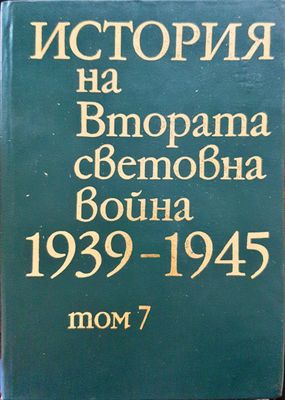 ИСТОРИЯ
на
Втората
световна
война
1939-1945
том 7